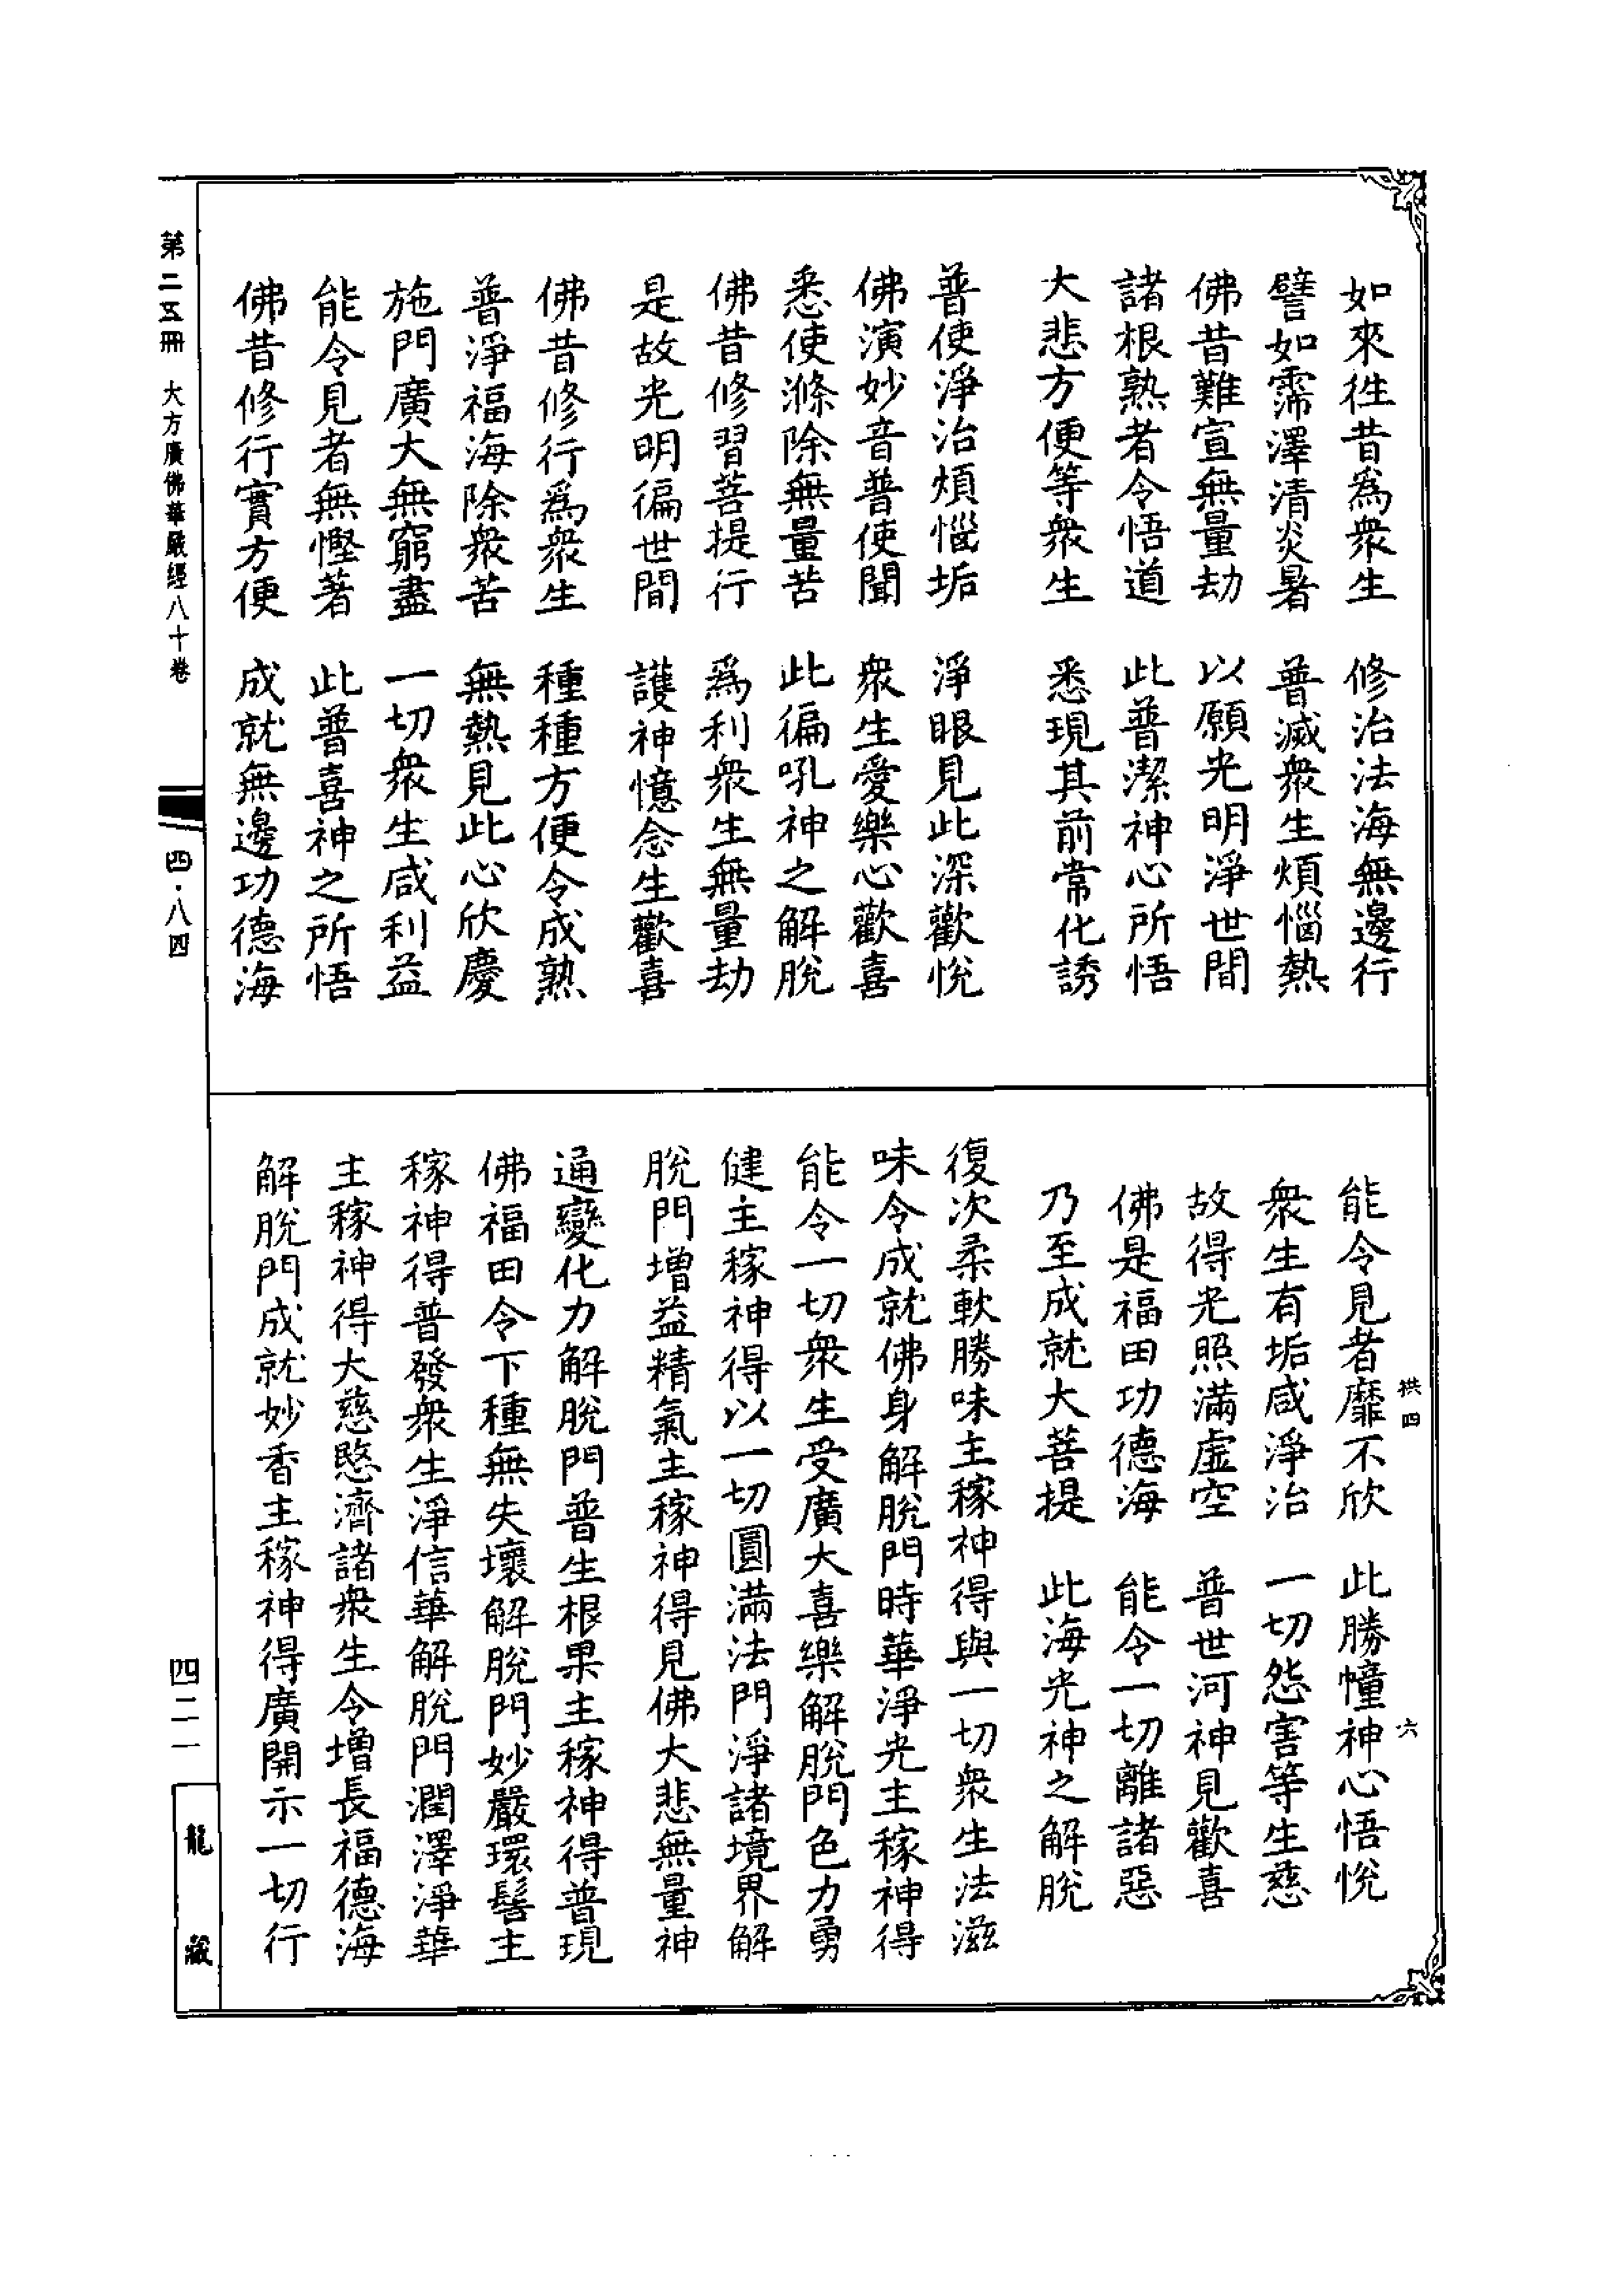 如來徃昔爲衆生　修治法海無邊行
譬如霈澤清炎暑　普滅衆生煩惱熱
佛昔難宣無量劫　以願光明淨世間
諸根熟者令悟道　此普潔神心所悟
大悲方便等衆生　悉現其前常化誘
普使淨治煩惱垢　淨眼見此深歡悅
佛演妙音普使聞　衆生愛樂心歡喜
悉使滌除無量苦　此徧吼神之解脫
佛昔修習菩提行　爲利衆生無量劫
是故光明徧世間　護神憶念生歡喜
佛昔修行爲衆生　種種方便令成熟
普淨福海除衆苦　無熱見此心欣慶
施門廣大無窮盡　一切衆生咸利益
能令見者無慳著　此普喜神之所悟
佛昔修行實方便　成就無邊功德海
能令見者靡不欣　此勝幢神心悟悅
衆生有垢咸淨治　一切怨害等生慈
故得光照滿虛空　普世河神見歡喜
佛是福田功德海　能令一切離諸惡
乃至成就大菩提　此海光神之解脫
復次柔軟勝味主稼神得與一切衆生法滋
味令成就佛身解脫門時華淨光主稼神得
能令一切衆生受廣大喜樂解脫門色力勇
健主稼神得以一切圓滿法門淨諸境界解
脫門增益精氣主稼神得見佛大悲無量神
通變化力解脫門普生根果主稼神得普現
佛福田令下種無失壞解脫門妙嚴環髻主
稼神得普發衆生淨信華解脫門潤澤淨華
主稼神得大慈愍濟諸衆生令增長福德海
解脫門成就妙香主稼神得廣開示一切行
拱四
六
第二五冊　大方廣佛華嚴經八十卷
四·八四
四二一
龍藏